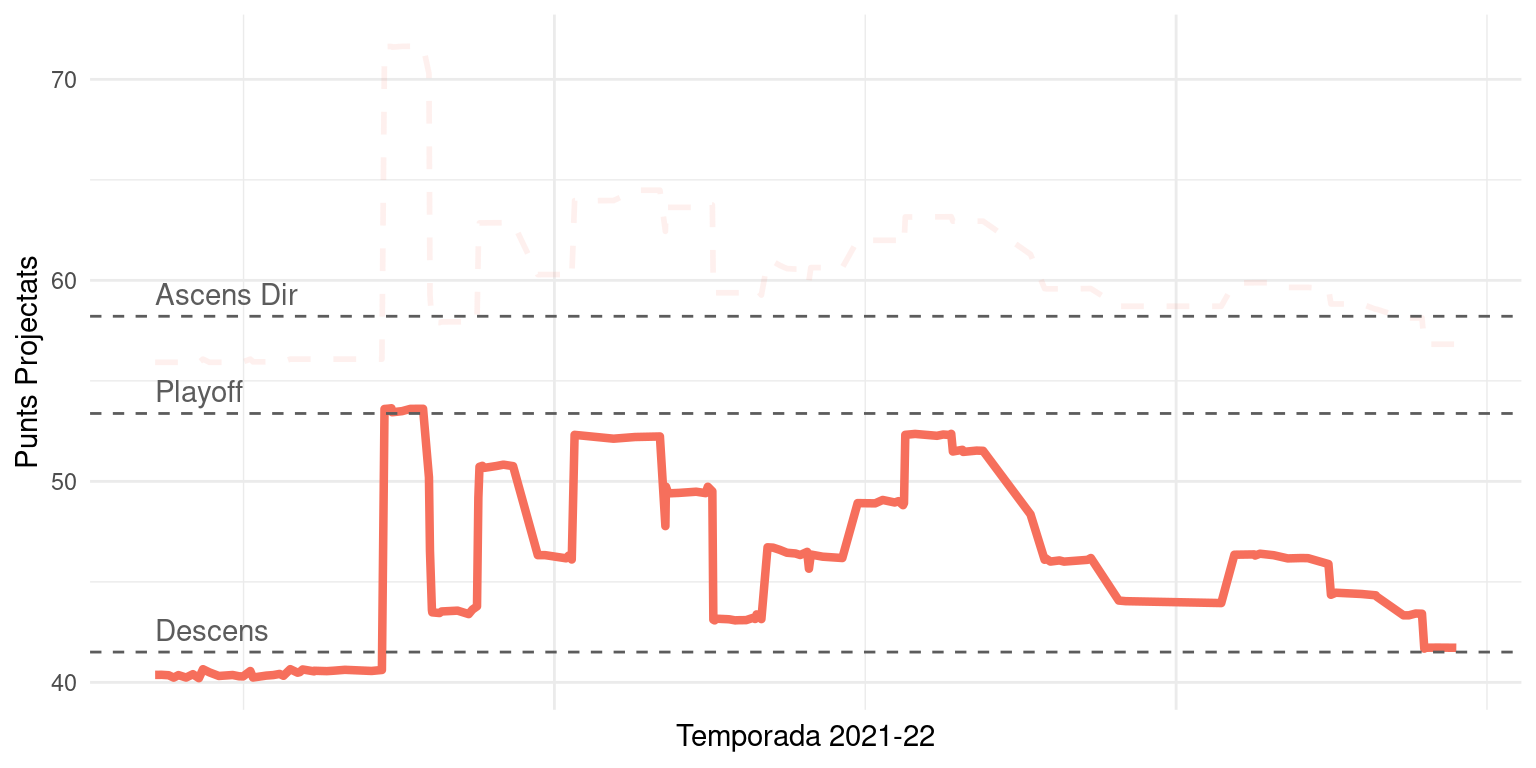 70
60
50
40
Punts Projectats
Ascens Dir
Playoff
Descens
Temporada 2021-22